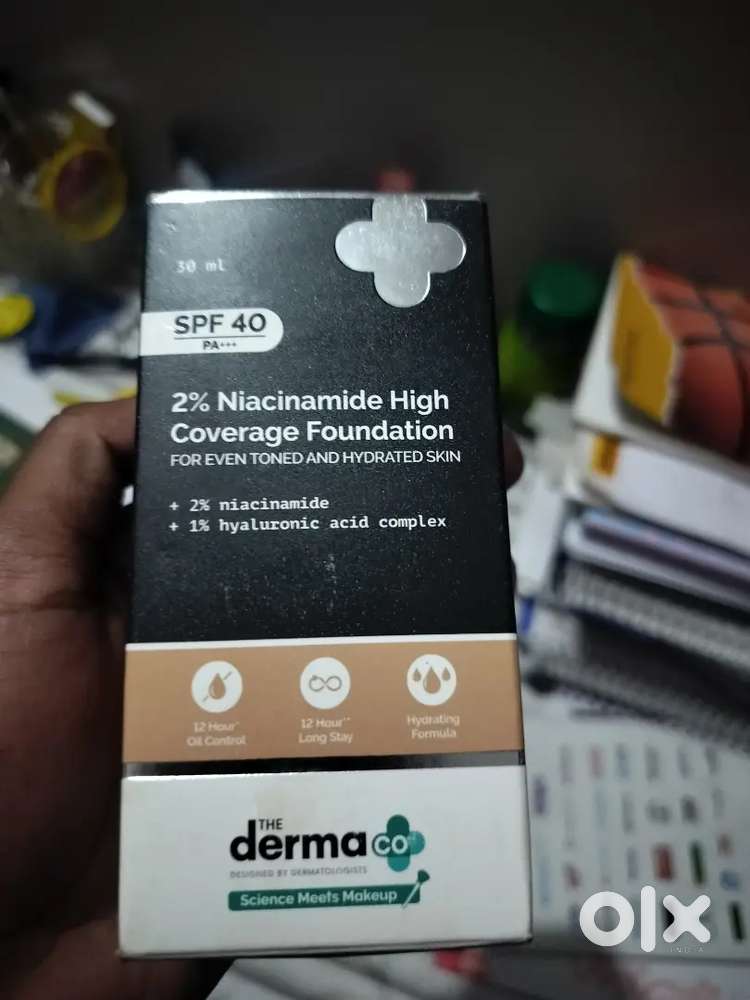 30 ml
SPF 40
PA+++
2% Niacinamide High
Coverage Foundation
FOR EVEN TONED AND HYDRATED SKIN
+ 2% niacinamide
+ 1% hyaluronic acid complex
12 Hour*
Oil Control
12 Hour**
Long Stay
Hydrating
Formula
THE
derma co
DESIGNED BY DERMATOLOGISTS
Science Meets Makeup
olx
INDIA